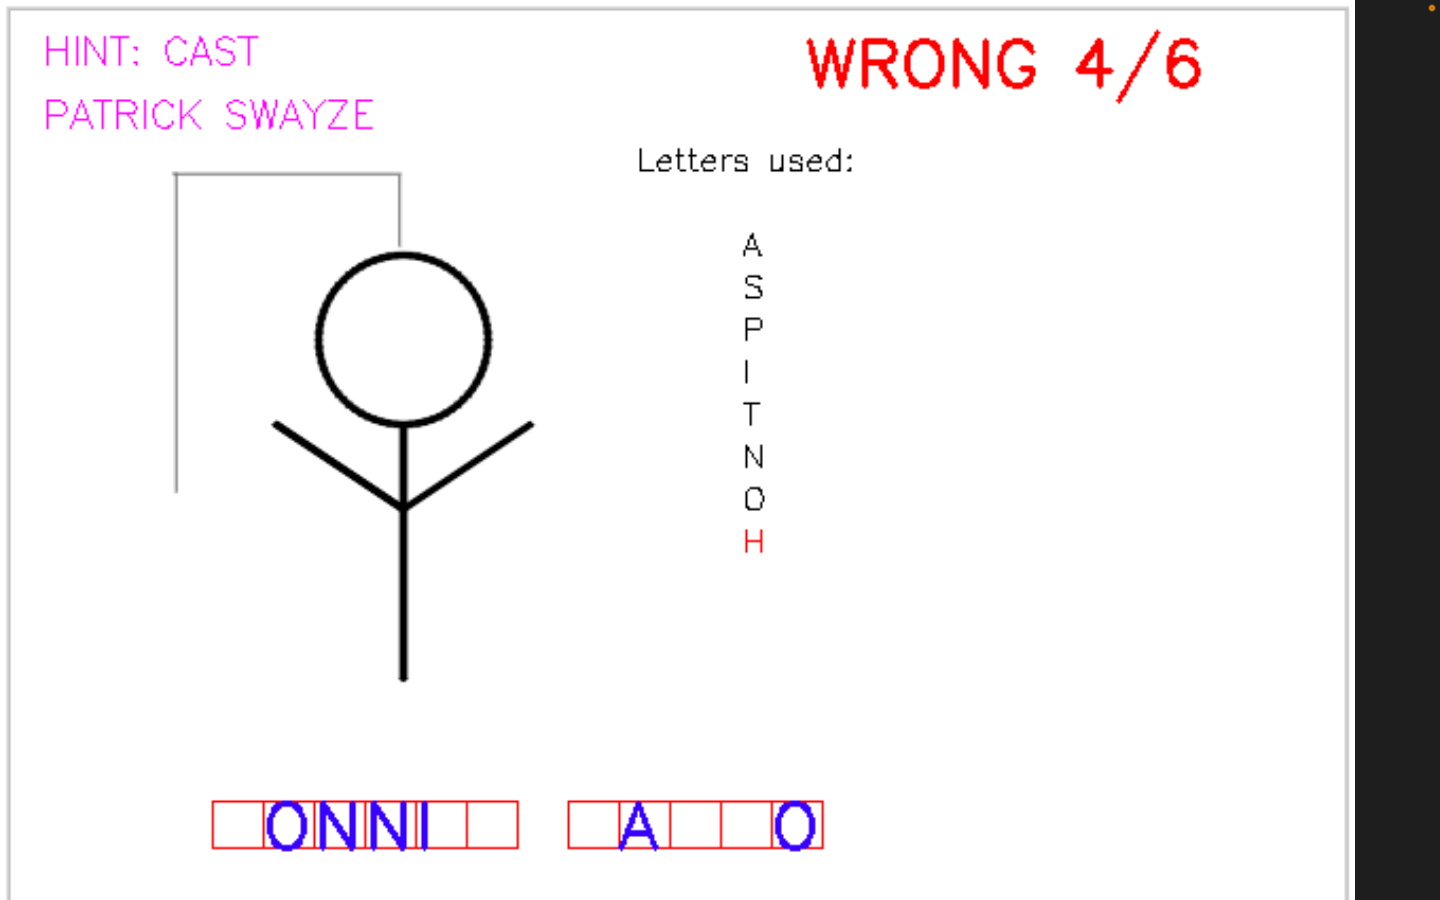 HINT: CAST
PATRICK SWAYZE
WRONG 4/6
Letters used:
A
S
P
I
T
N
O
H
ONNI A O